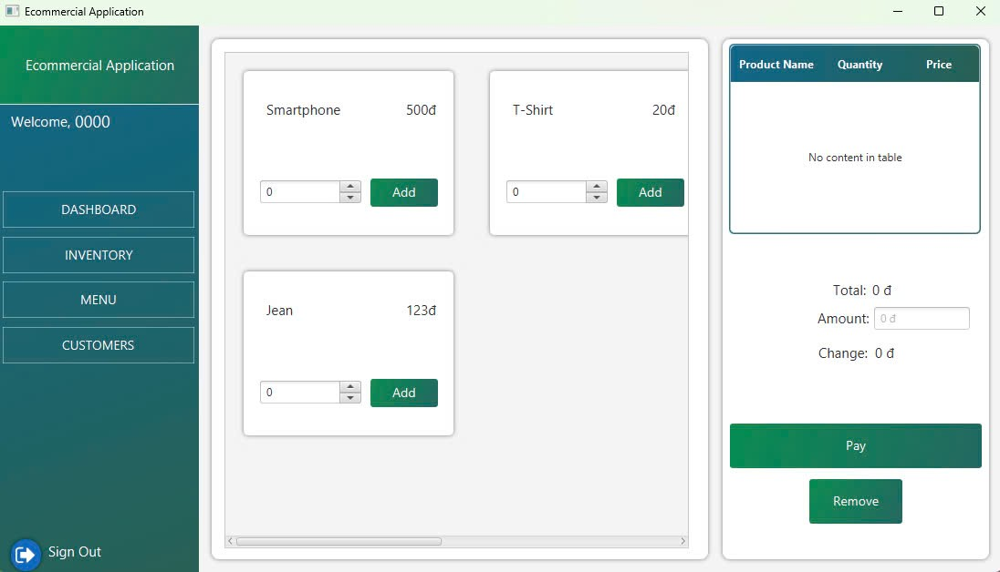 Ecommercial Application
Ecommercial Application
Welcome, 0000
DASHBOARD
INVENTORY
MENU
CUSTOMERS
Sign Out
Smartphone 500đ
0 Add
T-Shirt 20đ
0 Add
Jean 123đ
0 Add
Product Name Quantity Price
No content in table
Total: 0 đ
Amount: 0 đ
Change: 0 đ
Pay
Remove